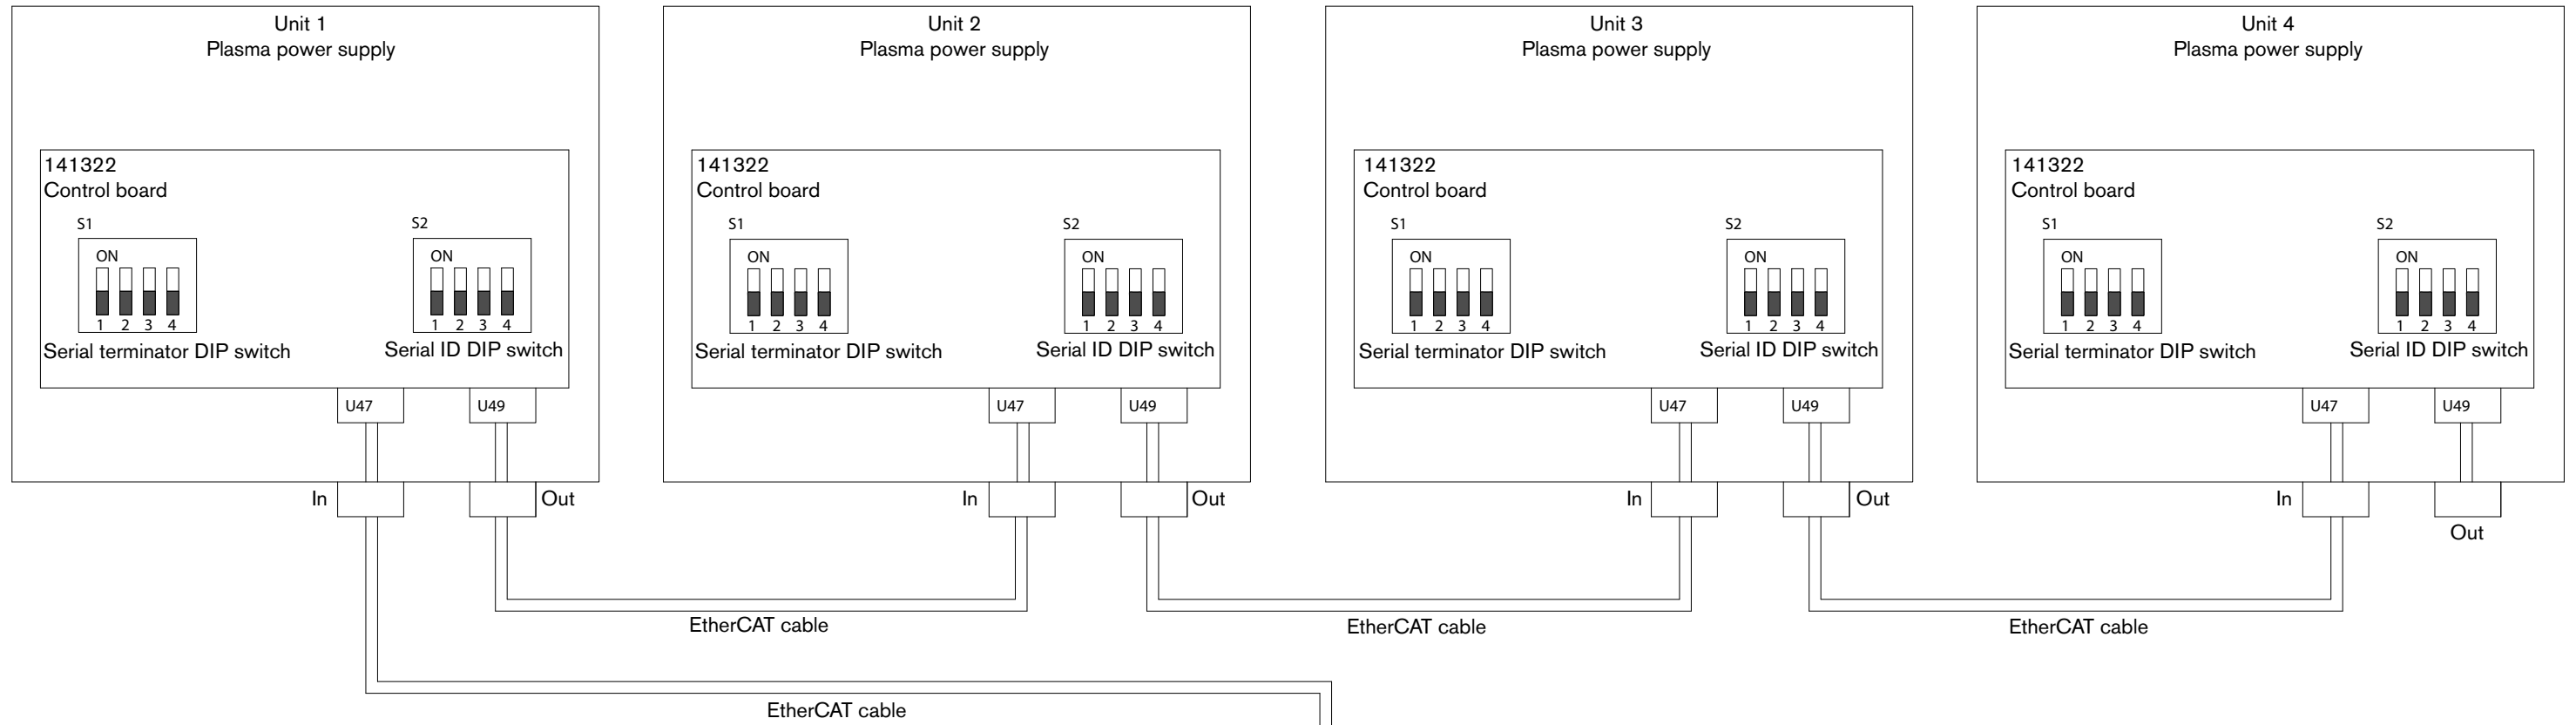 Unit 1
Plasma power supply
141322
Control board
S1
ON
1 2 3 4
Serial terminator DIP switch
S2
ON
1 2 3 4
Serial ID DIP switch
U47
U49
In
Out
Unit 2
Plasma power supply
141322
Control board
S1
ON
1 2 3 4
Serial terminator DIP switch
S2
ON
1 2 3 4
Serial ID DIP switch
U47
U49
In
Out
Unit 3
Plasma power supply
141322
Control board
S1
ON
1 2 3 4
Serial terminator DIP switch
S2
ON
1 2 3 4
Serial ID DIP switch
U47
U49
In
Out
Unit 4
Plasma power supply
141322
Control board
S1
ON
1 2 3 4
Serial terminator DIP switch
S2
ON
1 2 3 4
Serial ID DIP switch
U47
U49
In
Out
EtherCAT cable
EtherCAT cable
EtherCAT cable
EtherCAT cable